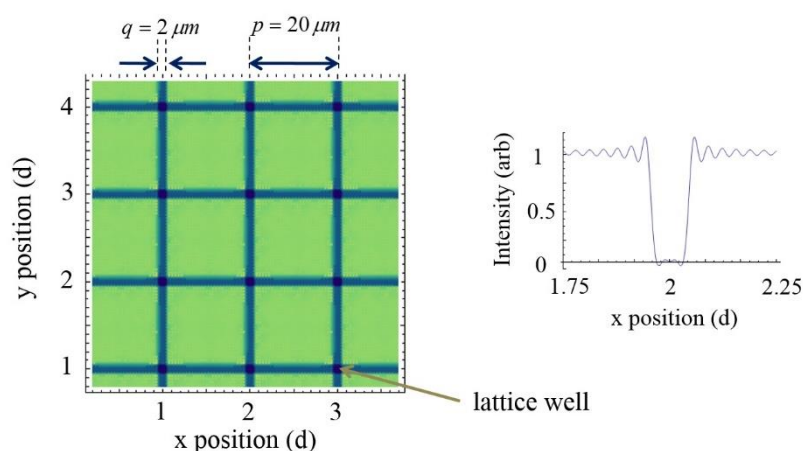 q = 2 μm
p = 20 μm
y position (d)
4
3
2
1
1 2 3
x position (d)
lattice well
Intensity (arb)
1
0.5
0
1.75 2 2.25
x position (d)